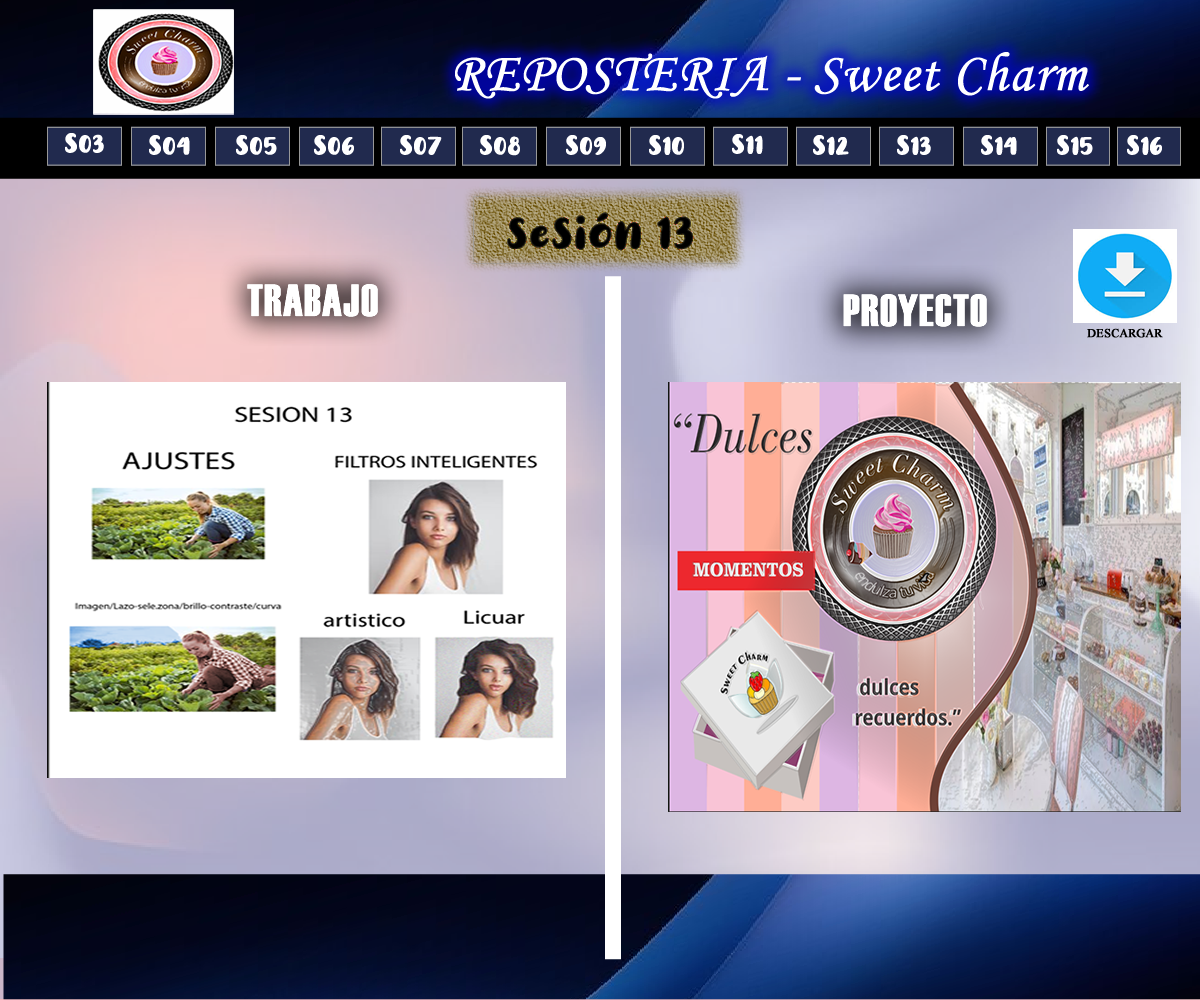 Sweet Charm
endulza tu vida
REPOSTERIA - Sweet Charm
S03 S04 S05 S06 S07 S08 S09 S10 S11 S12 S13 S14 S15 S16
SeSión 13
TRABAJO
PROYECTO
DESCARGAR
SESION 13
AJUSTES
FILTROS INTELIGENTES
Imagen/Lazo-sele.zona/brillo-contraste/curva
artistico
Licuar
“Dulces
Sweet Charm
endulza tu vida
MOMENTOS
SWEET CHARM
dulces
recuerdos.”